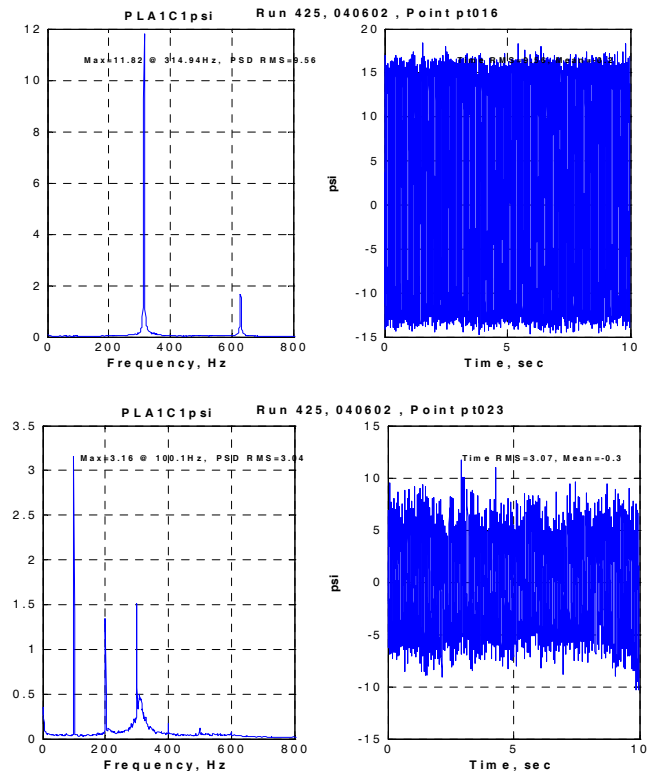 PLA1C1psi Run 425, 040602 , Point pt016
Max=11.82 @ 314.94Hz, PSD RMS=9.56
12
10
8
6
4
2
0
0 200 400 600 800
Frequency, Hz
Time RMS= Mean=
20
15
10
5
0
-5
-10
-15
psi
0 5 10
Time, sec
PLA1C1psi Run 425, 040602 , Point pt023
Max=3.16 @ 100.1Hz, PSD RMS=3.04
3.5
3
2.5
2
1.5
1
0.5
0
0 200 400 600 800
Frequency, Hz
Time RMS=3.07, Mean=-0.3
15
10
5
0
-5
-10
-15
psi
0 5 10
Time, sec